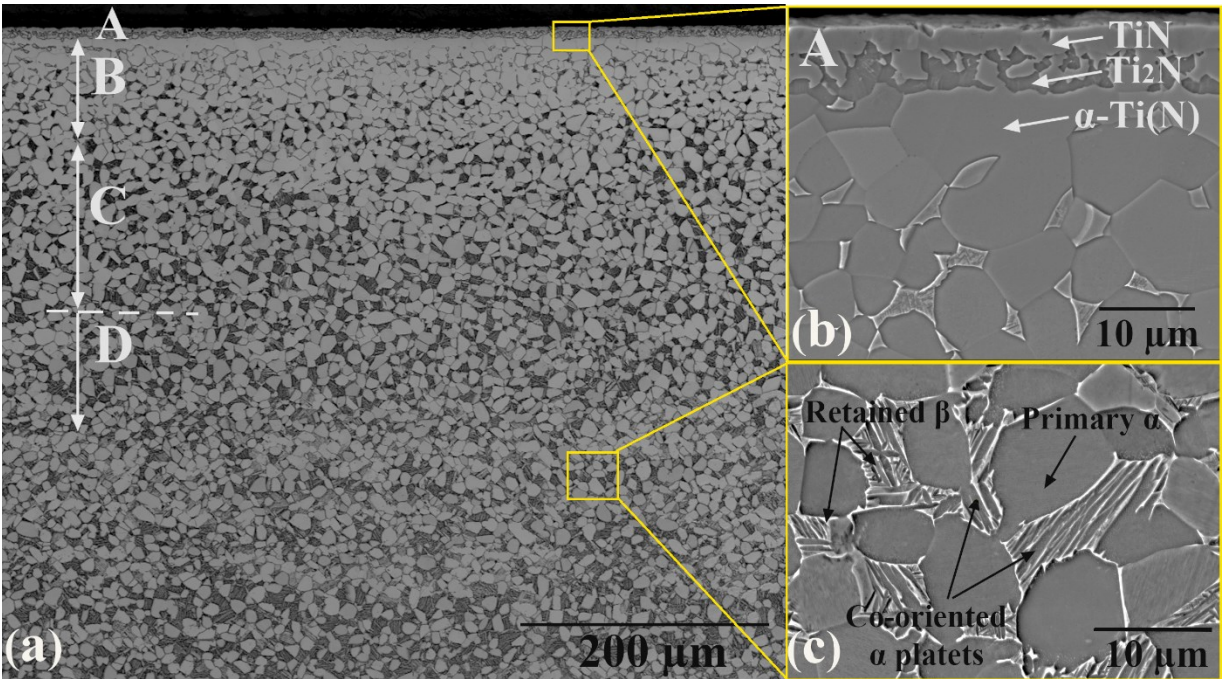 A
B
C
D
(a)
200 μm
A
TiN
Ti₂N
α-Ti(N)
(b)
10 μm
Retained β
Primary α
Co-oriented
α platets
(c)
10 μm